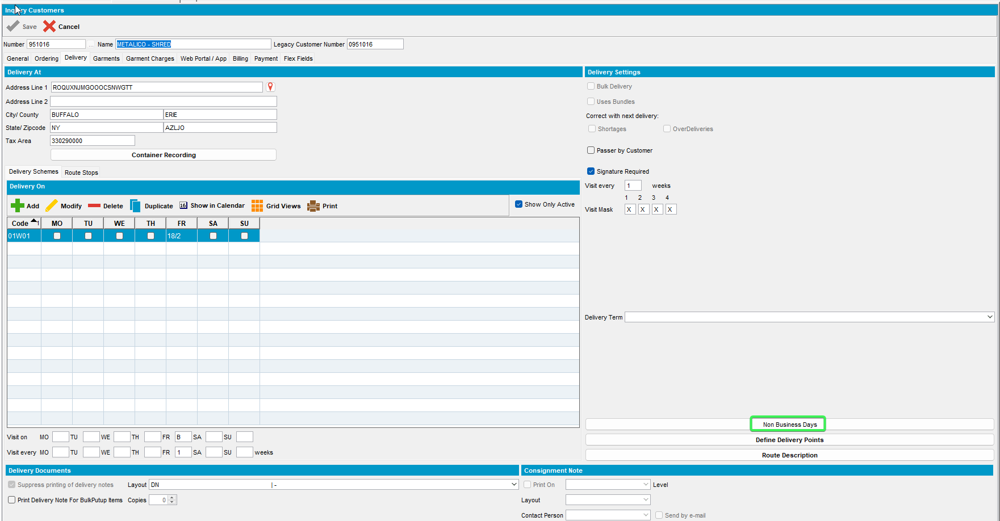 Inquiry Customers
Save Cancel
Number 951016 ... Name METALICO - SHRED Legacy Customer Number 0951016
General Ordering Delivery Garments Garment Charges Web Portal / App Billing Payment Flex Fields
Delivery At
Address Line 1 ROQUXNJMGOOOCSNWGTT
Address Line 2
City/ County BUFFALO ERIE
State/ Zipcode NY AZLJO
Tax Area 330290000
Container Recording
Delivery Schemes Route Stops
Delivery On
Add Modify Delete Duplicate 16 Show in Calendar Grid Views Print Show Only Active
Code 1 MO TU WE TH FR SA SU
01W01 18/2
Visit on MO TU WE TH FR B SA SU
Visit every MO TU WE TH FR 1 SA SU weeks
Delivery Settings
Bulk Delivery
Uses Bundles
Correct with next delivery:
Shortages OverDeliveries
Passer by Customer
Signature Required
Visit every 1 weeks
1 2 3 4
Visit Mask X X X X
Delivery Term
Non Business Days
Define Delivery Points
Route Description
Delivery Documents
Suppress printing of delivery notes Layout DN | -
Print Delivery Note For BulkPutup Items Copies 0
Consignment Note
Print On Level
Layout
Contact Person Send by e-mail